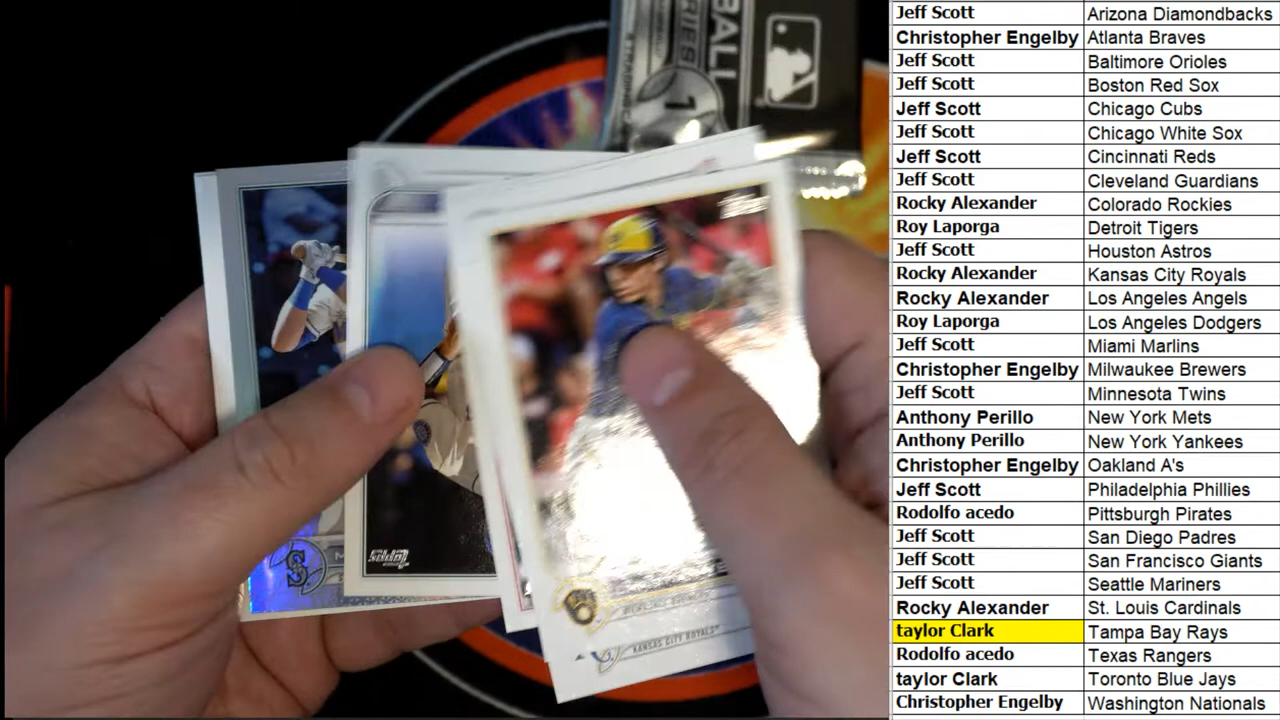 Jeff Scott Arizona Diamondbacks
Christopher Engelby Atlanta Braves
Jeff Scott Baltimore Orioles
Jeff Scott Boston Red Sox
Jeff Scott Chicago Cubs
Jeff Scott Chicago White Sox
Jeff Scott Cincinnati Reds
Jeff Scott Cleveland Guardians
Rocky Alexander Colorado Rockies
Roy Laporga Detroit Tigers
Jeff Scott Houston Astros
Rocky Alexander Kansas City Royals
Rocky Alexander Los Angeles Angels
Roy Laporga Los Angeles Dodgers
Jeff Scott Miami Marlins
Christopher Engelby Milwaukee Brewers
Jeff Scott Minnesota Twins
Anthony Perillo New York Mets
Anthony Perillo New York Yankees
Christopher Engelby Oakland A's
Jeff Scott Philadelphia Phillies
Rodolfo acedo Pittsburgh Pirates
Jeff Scott San Diego Padres
Jeff Scott San Francisco Giants
Jeff Scott Seattle Mariners
Rocky Alexander St. Louis Cardinals
taylor Clark Tampa Bay Rays
Rodolfo acedo Texas Rangers
taylor Clark Toronto Blue Jays
Christopher Engelby Washington Nationals
BALL
SERIES
1
Topps
KANSAS CITY ROYALS